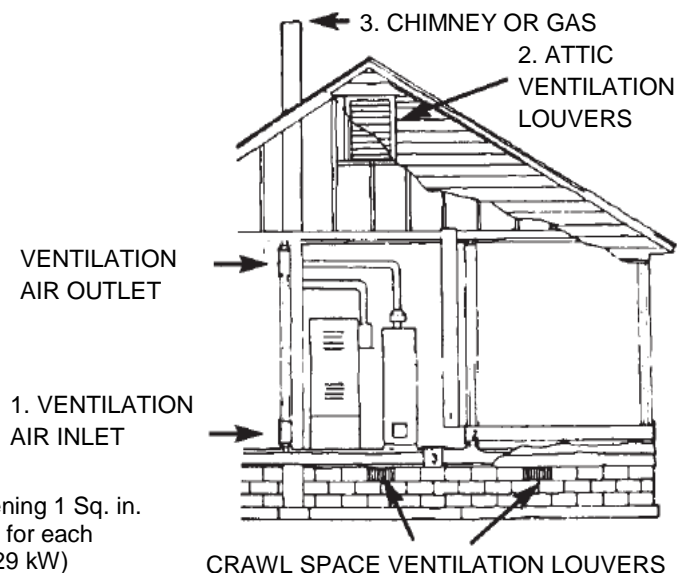 3. CHIMNEY OR GAS
2. ATTIC
VENTILATION
LOUVERS
VENTILATION
AIR OUTLET
1. VENTILATION
AIR INLET
ening 1 Sq. in.
for each
29 kW)
CRAWL SPACE VENTILATION LOUVERS